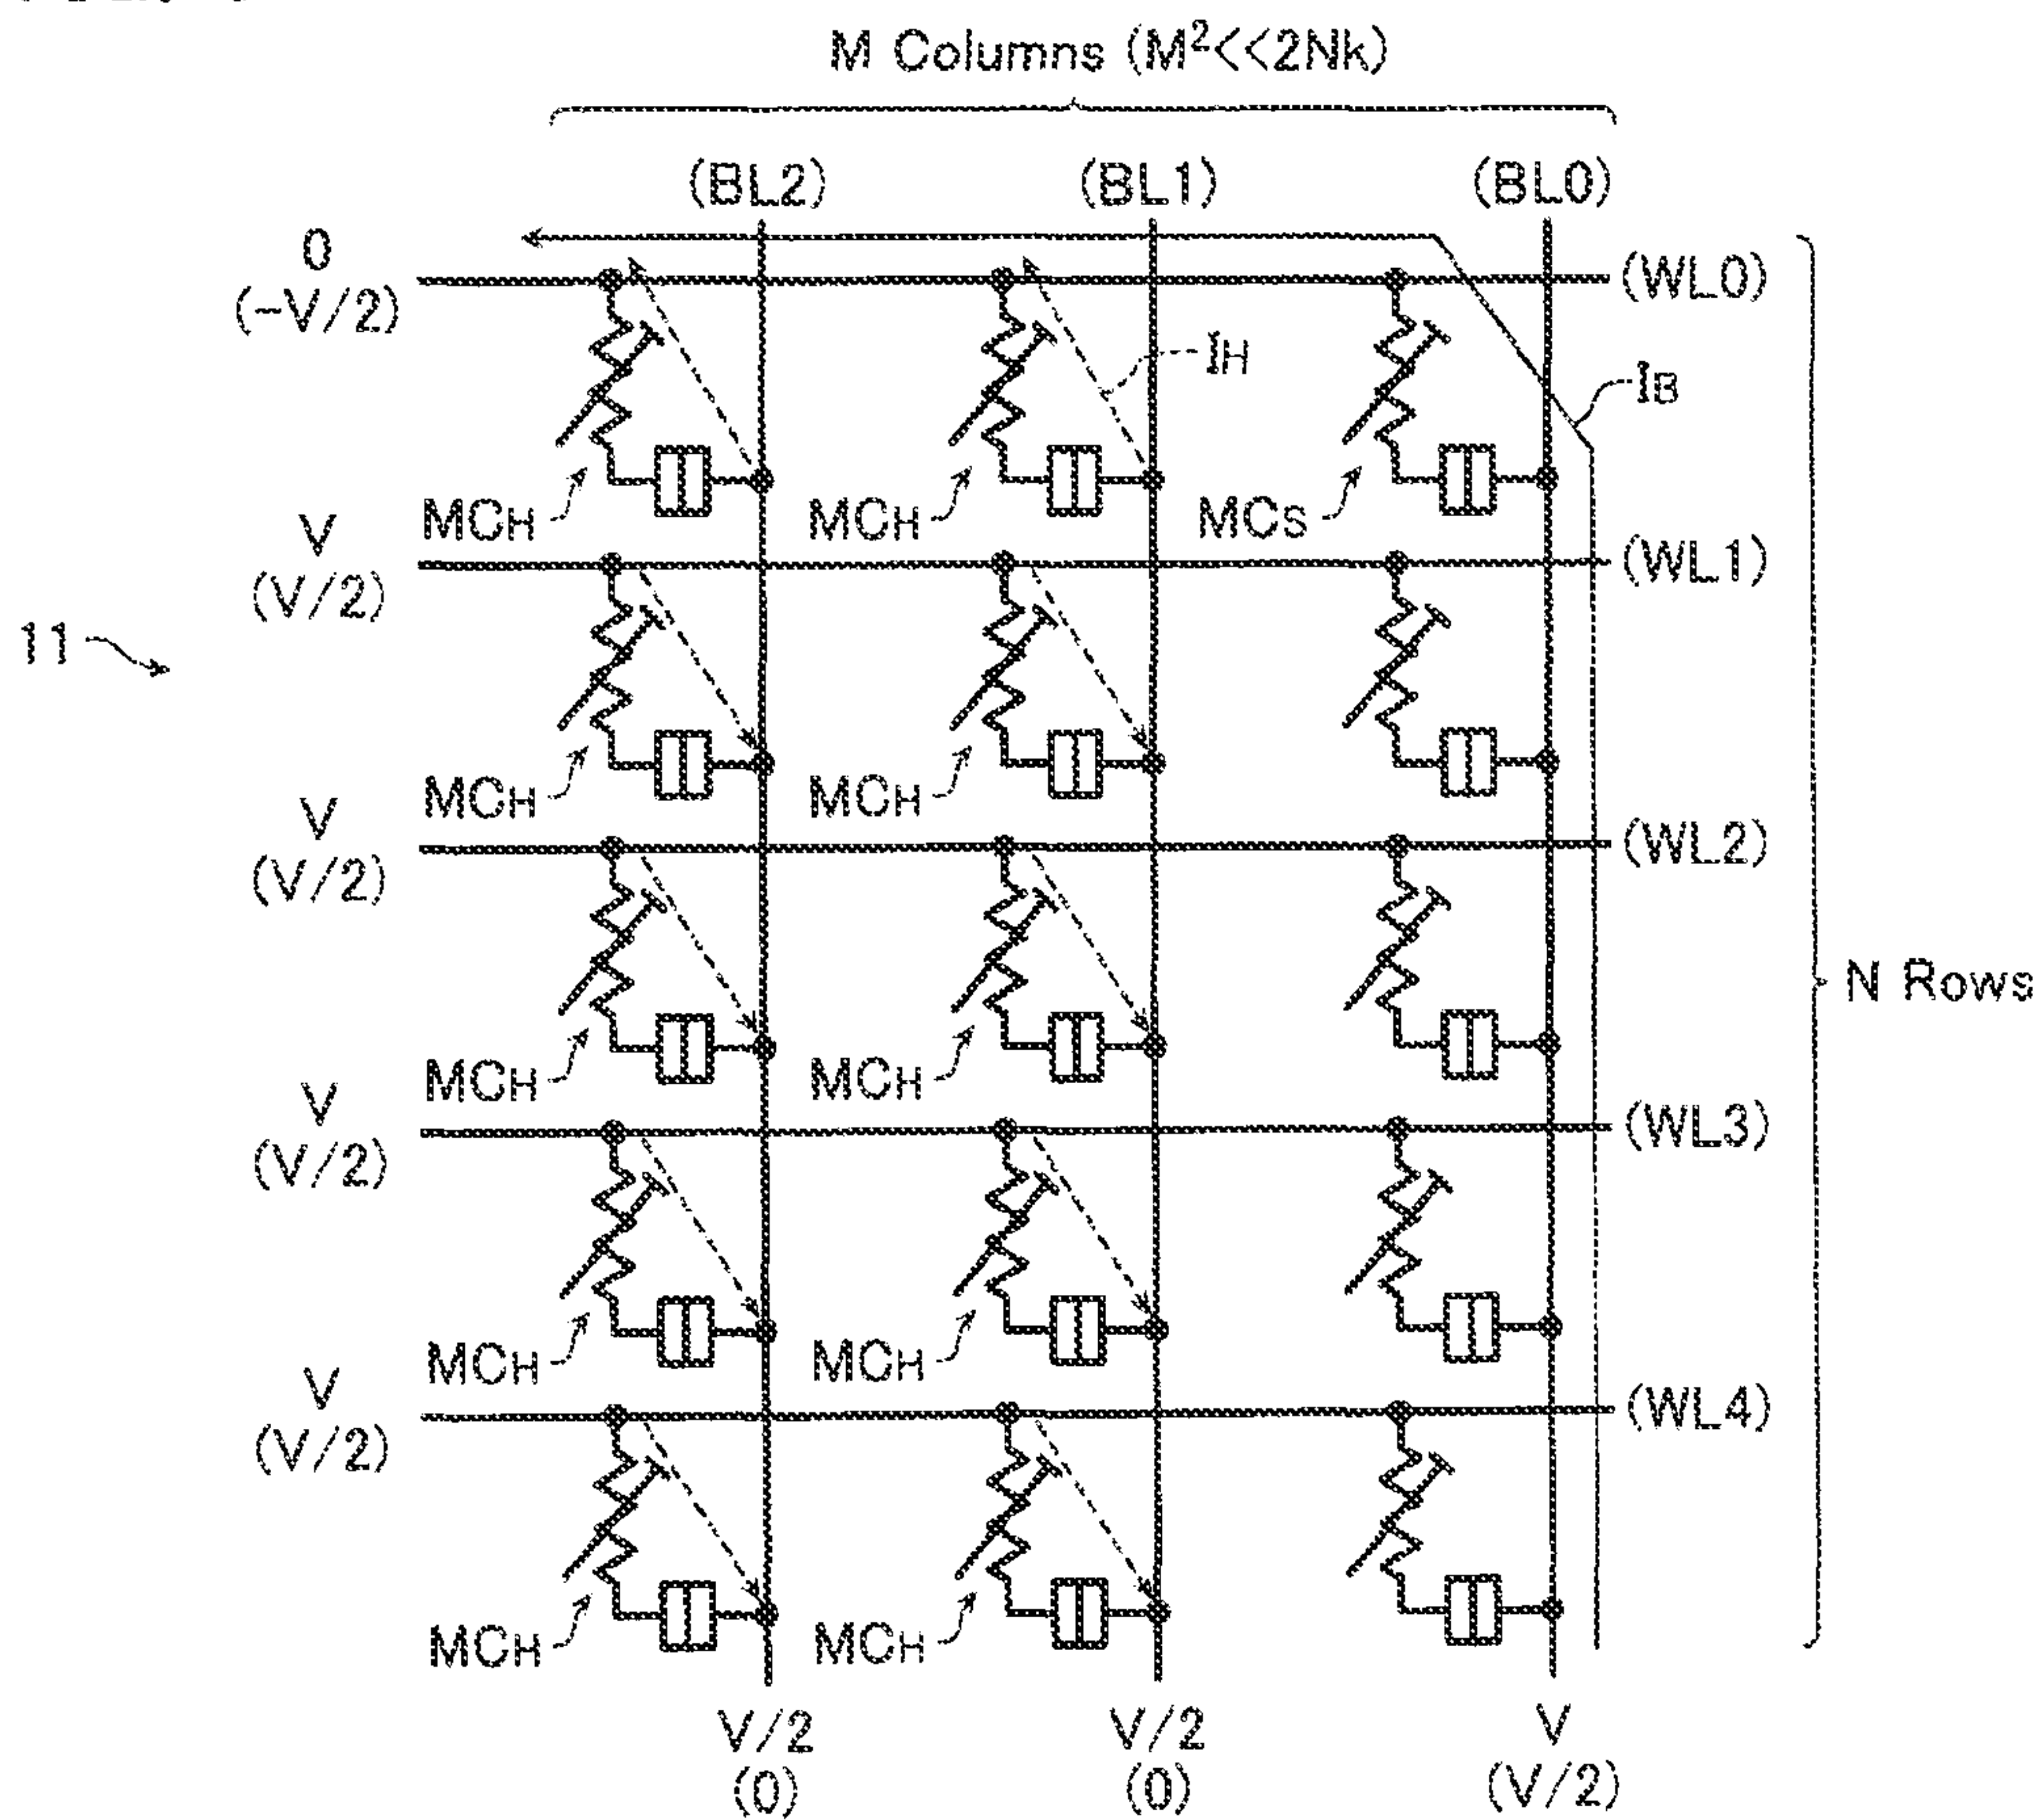 M Columns (M²<<2Nk)
(BL2) (BL1) (BL0)
0
(-V/2)
(WL0)
IH
IB
MCH MCH MCS
V
(V/2)
(WL1)
11
MCH MCH
V
(V/2)
(WL2)
N Rows
MCH MCH
V
(V/2)
(WL3)
MCH MCH
V
(V/2)
(WL4)
MCH MCH
V/2 V/2 V
(0) (0) (V/2)